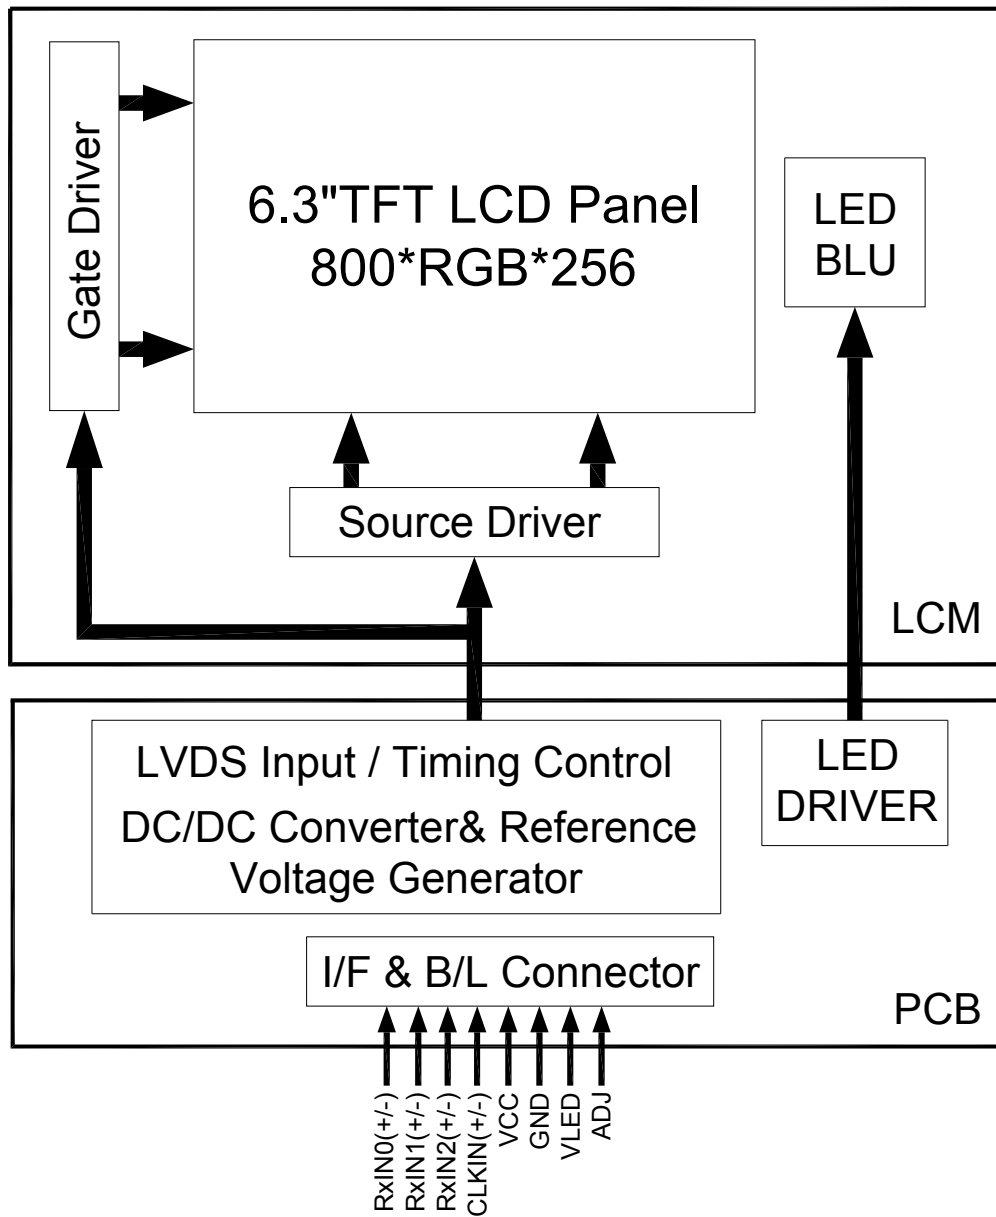 Gate Driver
6.3"TFT LCD Panel
800*RGB*256
LED
BLU
Source Driver
LCM
LVDS Input / Timing Control
DC/DC Converter& Reference
Voltage Generator
LED
DRIVER
I/F & B/L Connector
PCB
RxIN0(+/-)
RxIN1(+/-)
RxIN2(+/-)
CLKIN(+/-)
VCC
GND
VLED
ADJ